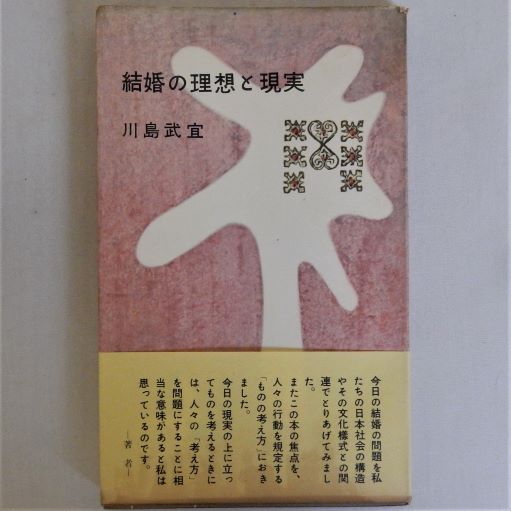 結婚の理想と現実
川島武宜
今日の結婚の問題を私
たちの日本社会の構造
やその文化様式との関
連でとりあげてみまし
た。
またこの本の焦点を、
人々の行動を規定する
「ものの考え方」におき
ました。
今日の現実の上に立っ
てものを考えるときに
は、人々の「考え方」
を問題にすることに相
当な意味があると私は
思っているのです。
―著者―